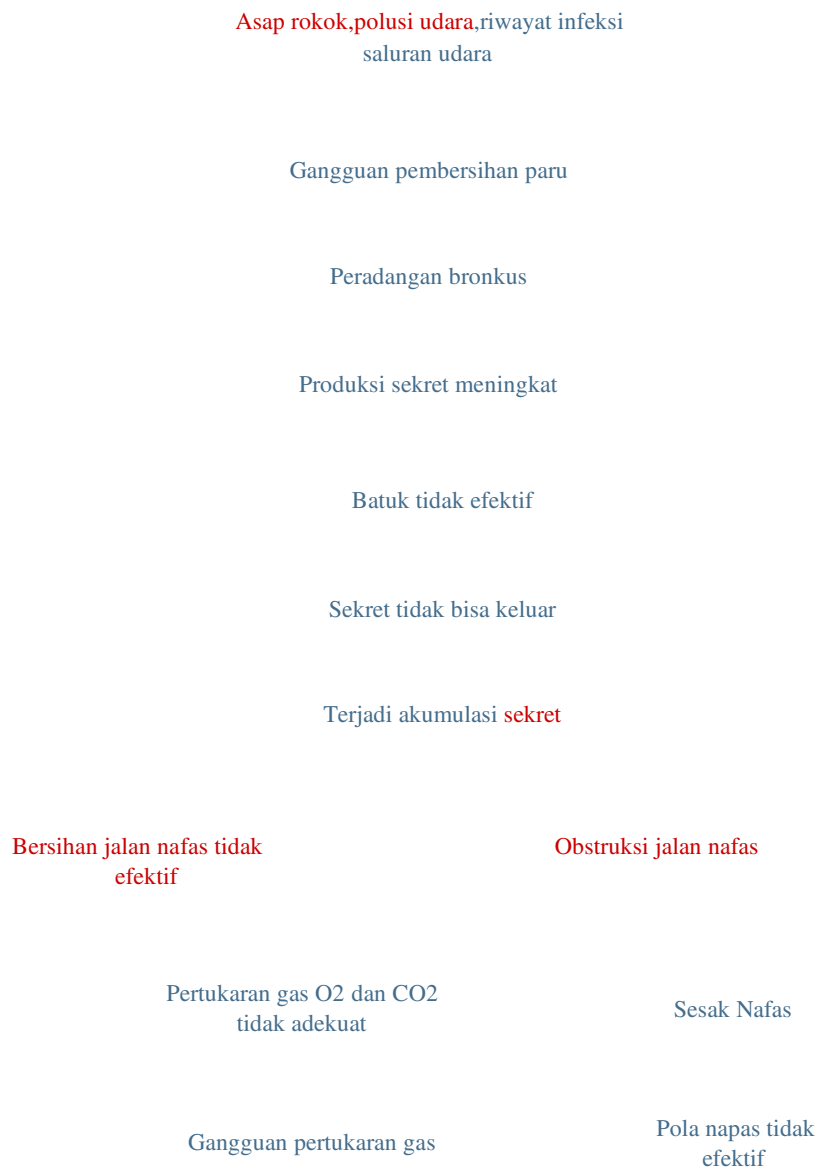 Asap rokok,polusi udara,riwayat infeksi
saluran udara
Gangguan pembersihan paru
Peradangan bronkus
Produksi sekret meningkat
Batuk tidak efektif
Sekret tidak bisa keluar
Terjadi akumulasi sekret
Bersihan jalan nafas tidak
efektif
Obstruksi jalan nafas
Pertukaran gas O2 dan CO2
tidak adekuat
Sesak Nafas
Gangguan pertukaran gas
Pola napas tidak
efektif